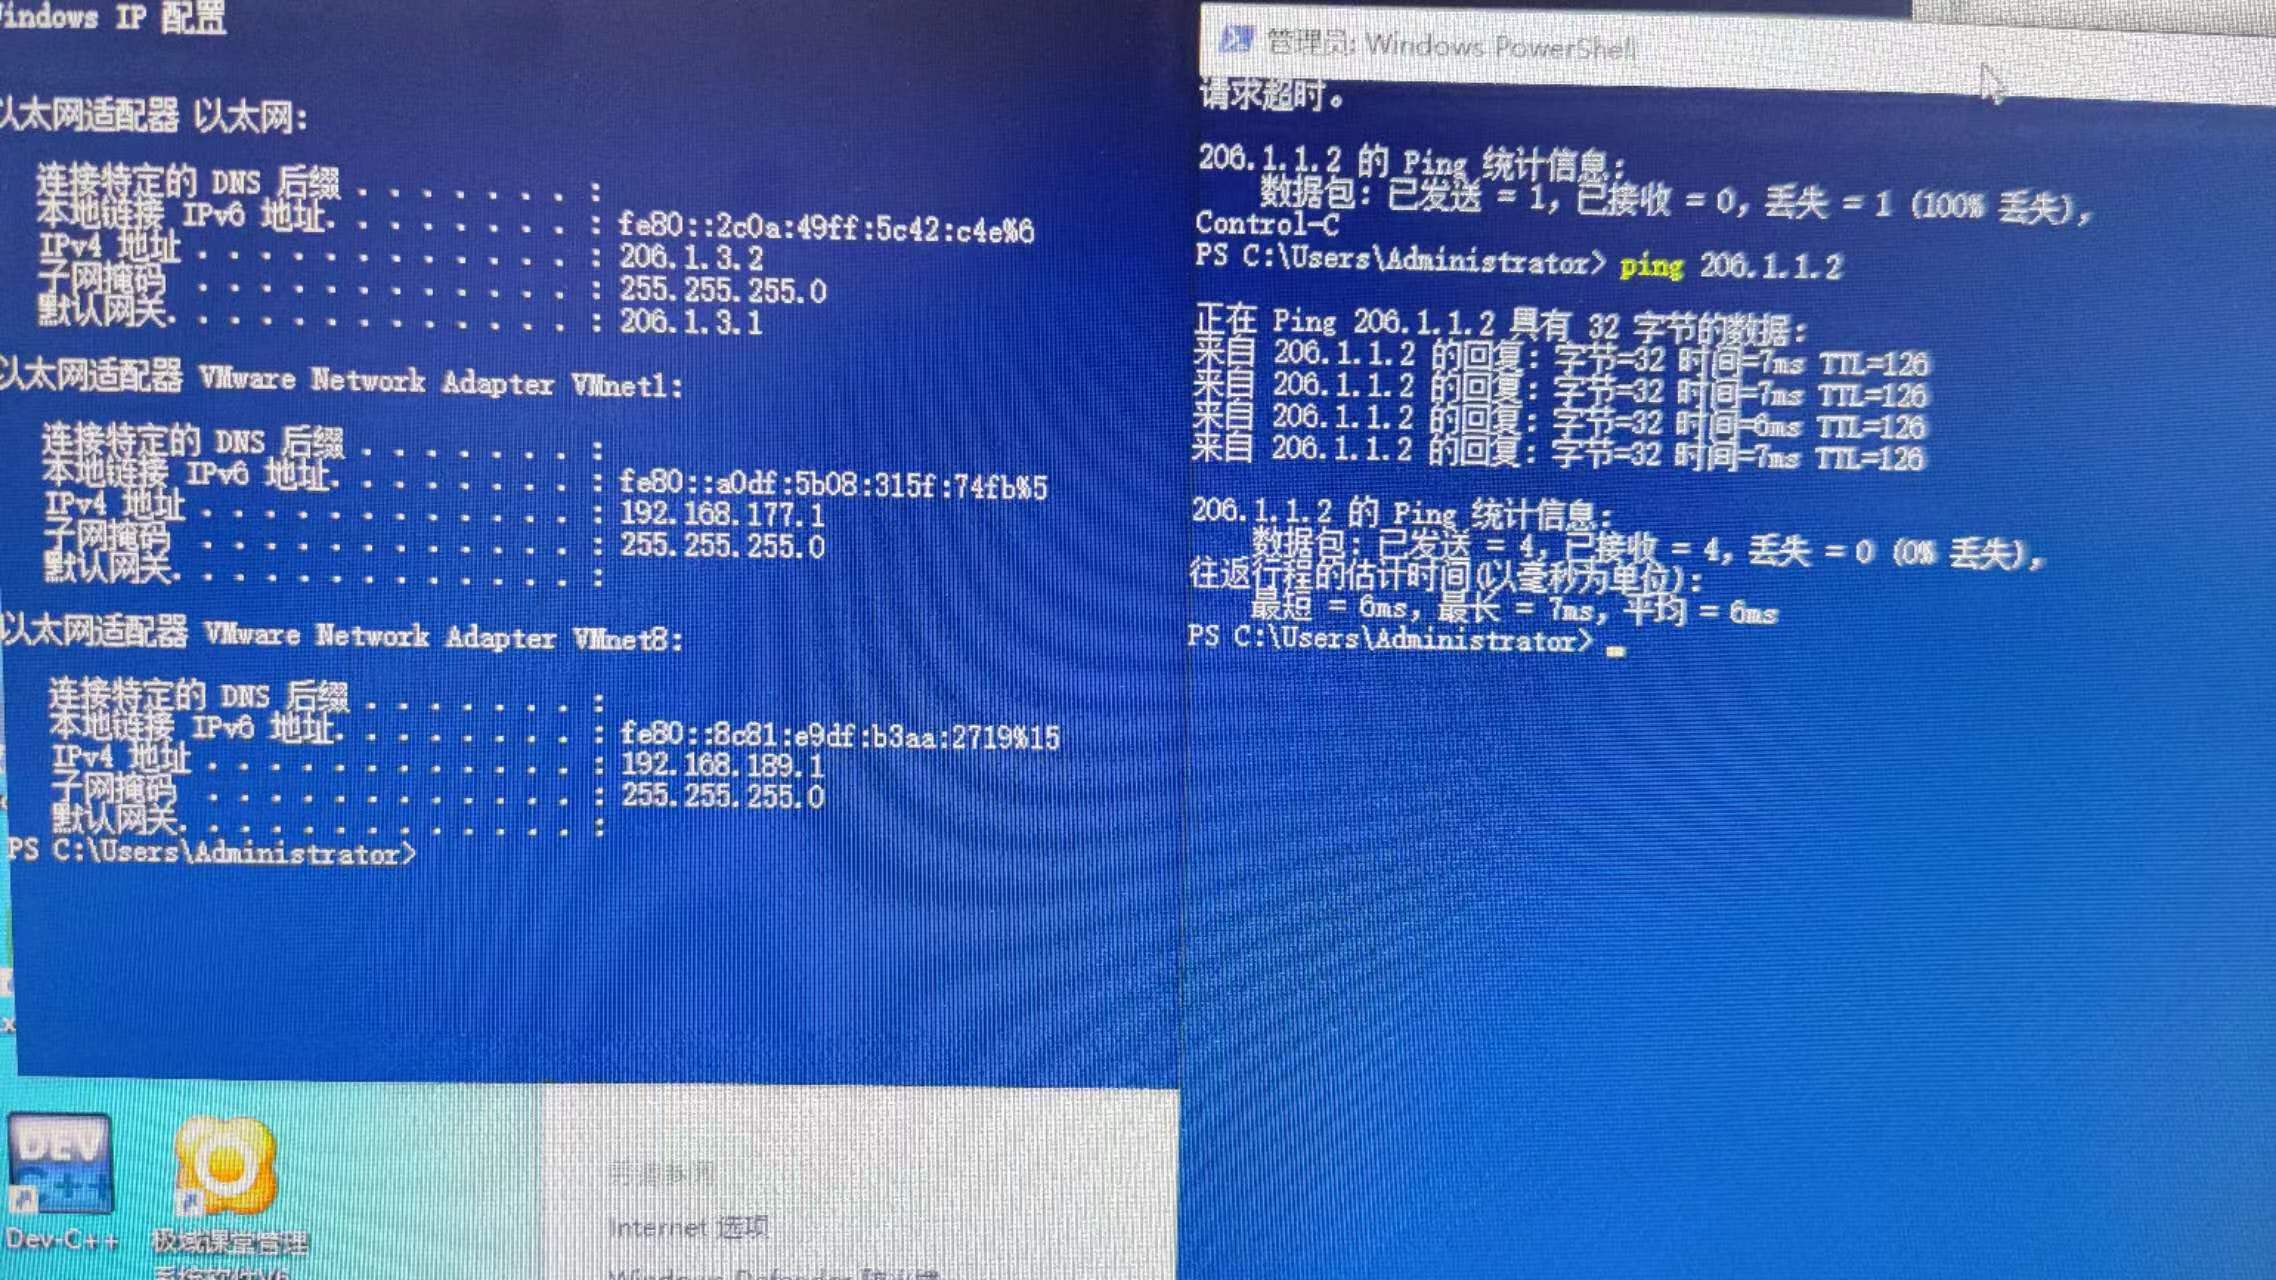 indows IP 配置
以太网适配器 以太网:
连接特定的 DNS 后缀 . . . . . . . :
本地链接 IPv6 地址. . . . . . . . : fe80::2c0a:49ff:5c42:c4e%6
IPv4 地址 . . . . . . . . . . . . : 206.1.3.2
子网掩码 . . . . . . . . . . . . : 255.255.255.0
默认网关. . . . . . . . . . . . . : 206.1.3.1
以太网适配器 VMware Network Adapter VMnet1:
连接特定的 DNS 后缀 . . . . . . . :
本地链接 IPv6 地址. . . . . . . . : fe80::a0df:5b08:315f:74fb%5
IPv4 地址 . . . . . . . . . . . . : 192.168.177.1
子网掩码 . . . . . . . . . . . . : 255.255.255.0
默认网关. . . . . . . . . . . . . :
以太网适配器 VMware Network Adapter VMnet8:
连接特定的 DNS 后缀 . . . . . . . :
本地链接 IPv6 地址. . . . . . . . : fe80::8c81:e9df:b3aa:2719%15
IPv4 地址 . . . . . . . . . . . . : 192.168.189.1
子网掩码 . . . . . . . . . . . . : 255.255.255.0
默认网关. . . . . . . . . . . . . :
PS C:\Users\Administrator>
管理员: Windows PowerShell
请求超时。
206.1.1.2 的 Ping 统计信息:
数据包: 已发送 = 1，已接收 = 0，丢失 = 1 (100% 丢失)，
Control-C
PS C:\Users\Administrator> ping 206.1.1.2
正在 Ping 206.1.1.2 具有 32 字节的数据:
来自 206.1.1.2 的回复: 字节=32 时间=7ms TTL=126
来自 206.1.1.2 的回复: 字节=32 时间=7ms TTL=126
来自 206.1.1.2 的回复: 字节=32 时间=6ms TTL=126
来自 206.1.1.2 的回复: 字节=32 时间=7ms TTL=126
206.1.1.2 的 Ping 统计信息:
数据包: 已发送 = 4，已接收 = 4，丢失 = 0 (0% 丢失)，
往返行程的估计时间(以毫秒为单位):
最短 = 6ms，最长 = 7ms，平均 = 6ms
PS C:\Users\Administrator>
DEV
C++
Dev-C++
极域课堂管理
系统软件V6
Internet 选项
Windows Defender 防火墙